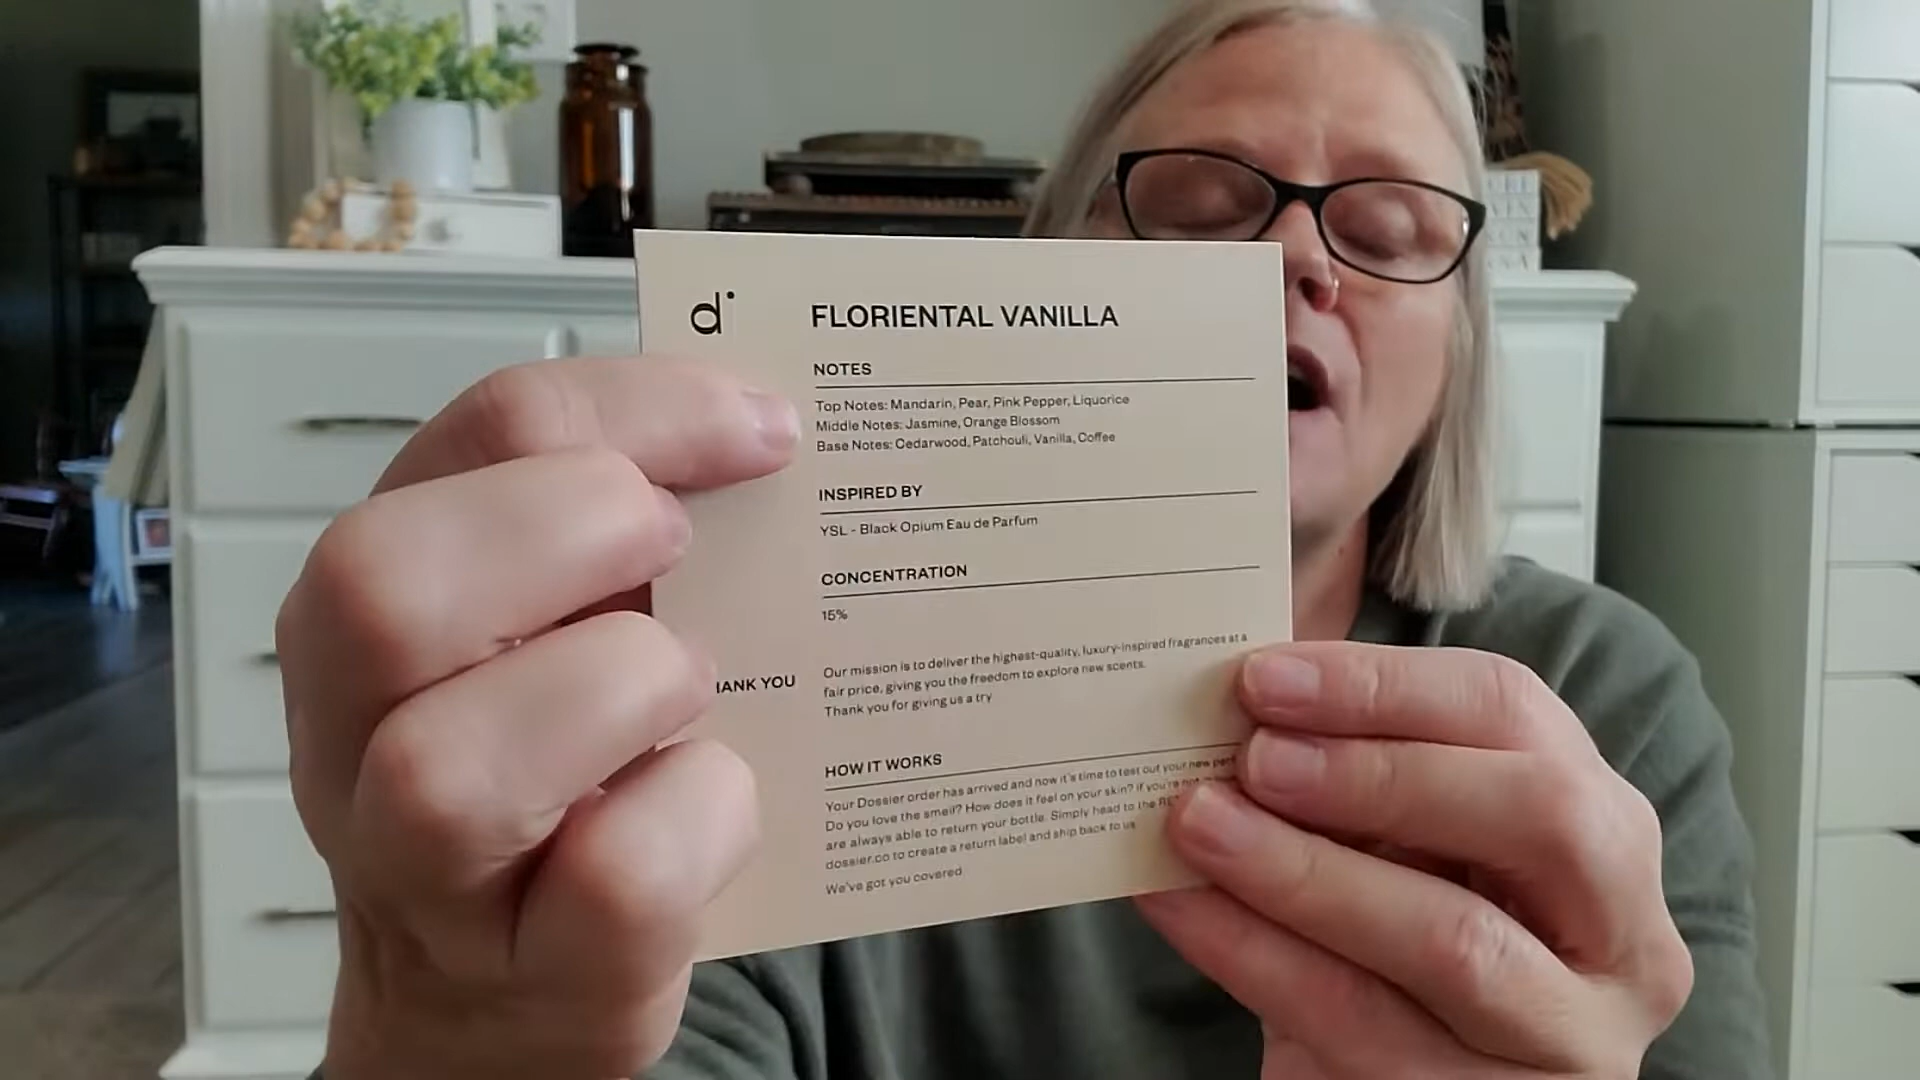 d
FLORIENTAL VANILLA
NOTES
Top Notes: Mandarin, Pear, Pink Pepper, Liquorice
Middle Notes: Jasmine, Orange Blossom
Base Notes: Cedarwood, Patchouli, Vanilla, Coffee
INSPIRED BY
YSL - Black Opium Eau de Parfum
CONCENTRATION
15%
HANK YOU
Our mission is to deliver the highest-quality, luxury-inspired fragrances at a
fair price, giving you the freedom to explore new scents.
Thank you for giving us a try
HOW IT WORKS
Your Dossier order has arrived and now it's time to test out your new
Do you love the smell? How does it feel on your skin? If you're not
are always able to return your bottle. Simply head to the
dossier.co to create a return label and ship back to us
We've got you covered